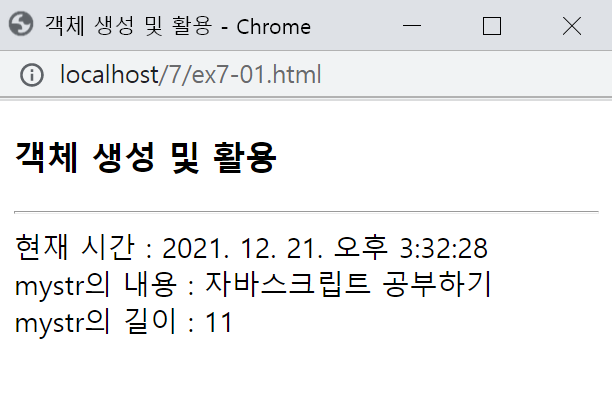 객체 생성 및 활용 - Chrome
localhost/7/ex7-01.html
객체 생성 및 활용
현재 시간 : 2021. 12. 21. 오후 3:32:28
mystr의 내용 : 자바스크립트 공부하기
mystr의 길이 : 11